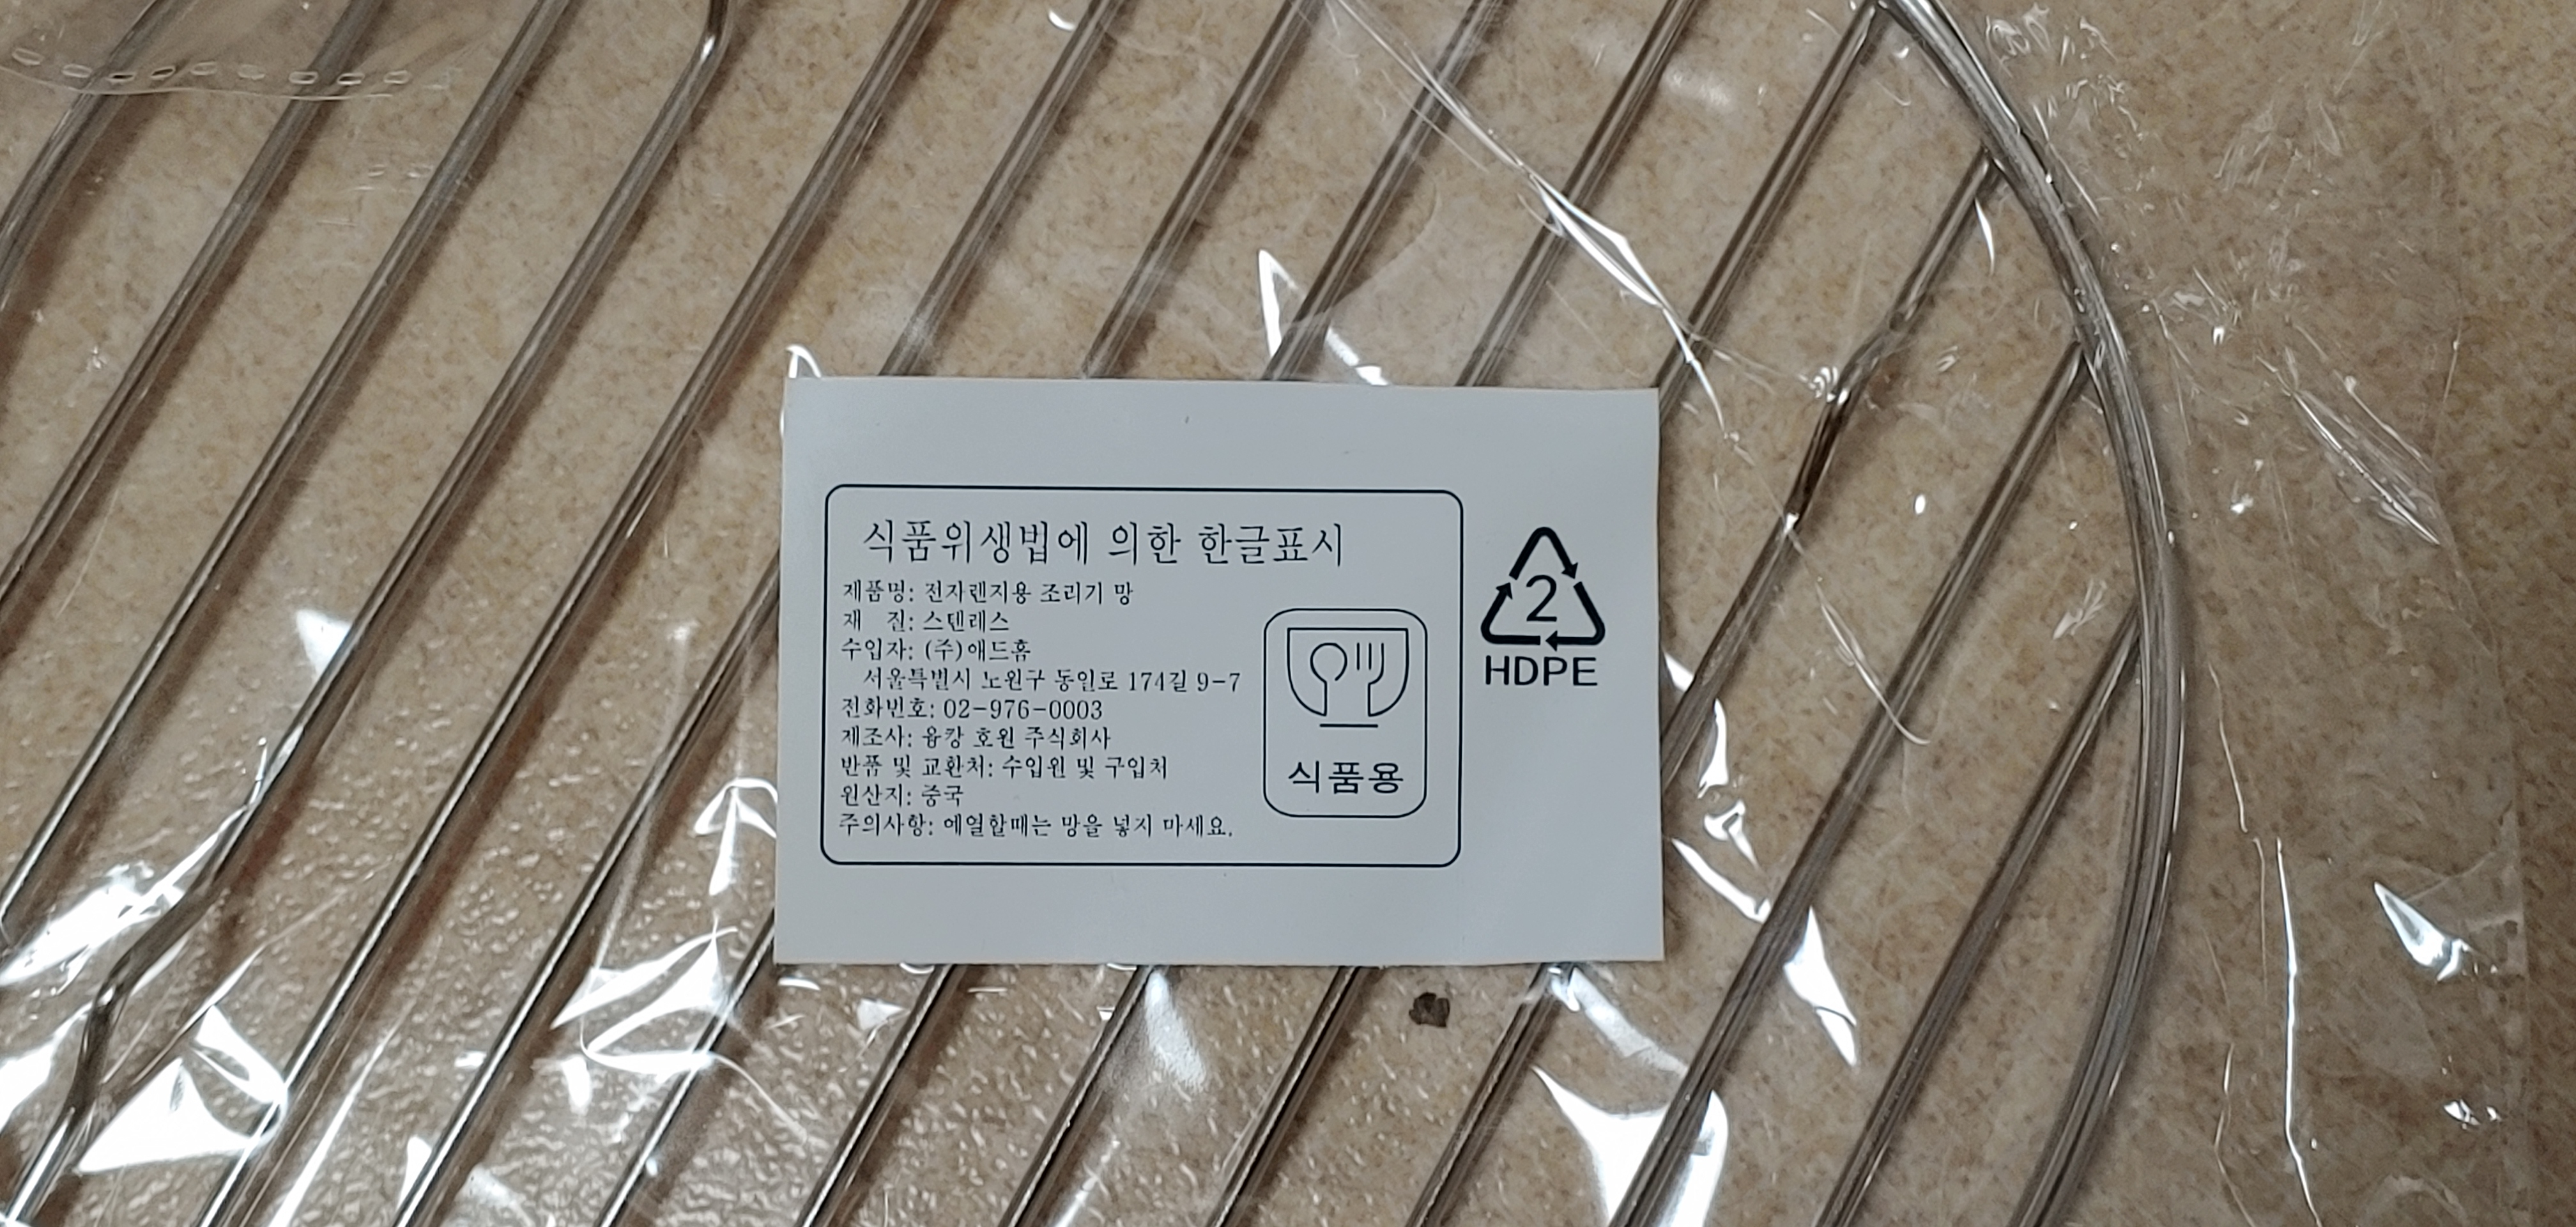 식품위생법에 의한 한글표시
제품명: 전자렌지용 조리기 망
재 질: 스텐레스
수입자: (주)애드홈
서울특별시 노원구 동일로 174길 9-7
전화번호: 02-976-0003
제조사: 융캉 호원 주식회사
반품 및 교환처: 수입원 및 구입처
원산지: 중국
주의사항: 예열할때는 망을 넣지 마세요.
식품용
2
HDPE